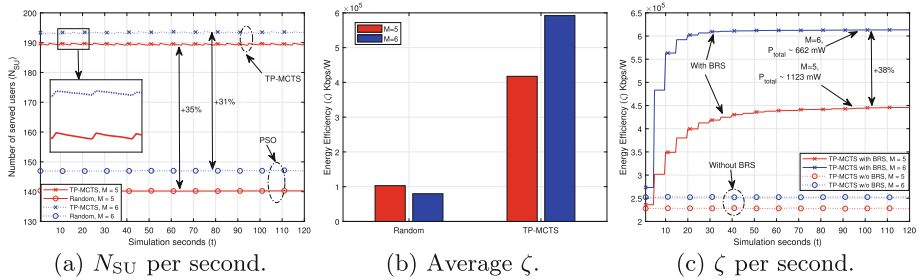 200
190
180
170
160
150
140
130
Number of served users (N_SU)
0 10 20 30 40 50 60 70 80 90 100 110 120
Simulation seconds (t)
TP-MCTS
+35%
+31%
PSO
TP-MCTS, M = 5
Random, M = 5
TP-MCTS, M = 6
Random, M = 6
(a) N_SU per second.
×10⁵
6
5
4
3
2
1
0
Energy Efficiency (ζ) Kbps/W
M=5
M=6
Random TP-MCTS
(b) Average ζ.
×10⁵
6.5
6
5.5
5
4.5
4
3.5
3
2.5
2
Energy Efficiency (ζ) Kbps/W
0 10 20 30 40 50 60 70 80 90 100 110 120
Simulation seconds (t)
M=6,
P_total ~ 662 mW
With BRS
M=5,
P_total ~ 1123 mW
+38%
Without BRS
TP-MCTS with BRS, M = 5
TP-MCTS with BRS, M = 6
TP-MCTS w/o BRS, M = 5
TP-MCTS w/o BRS, M = 6
(c) ζ per second.